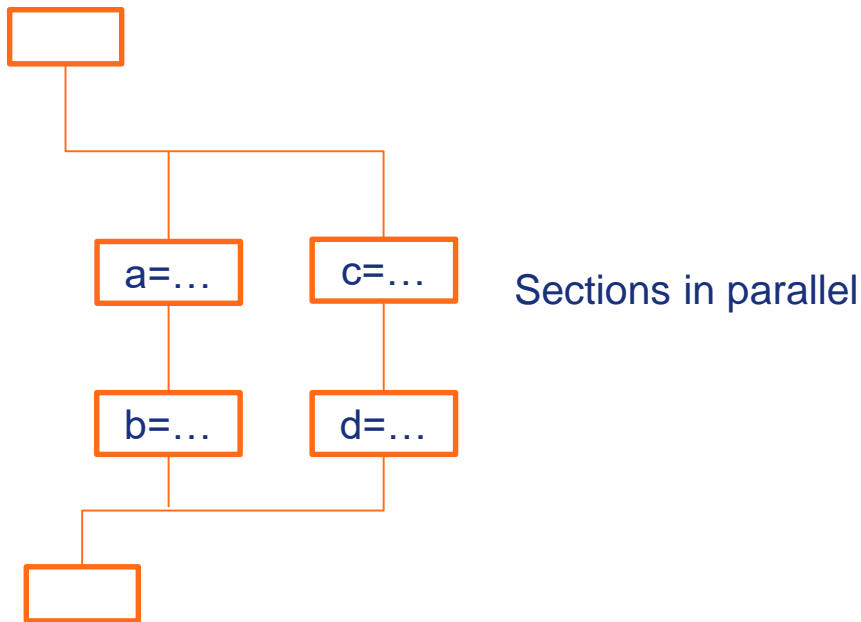 a=…
c=…
Sections in parallel
b=…
d=…